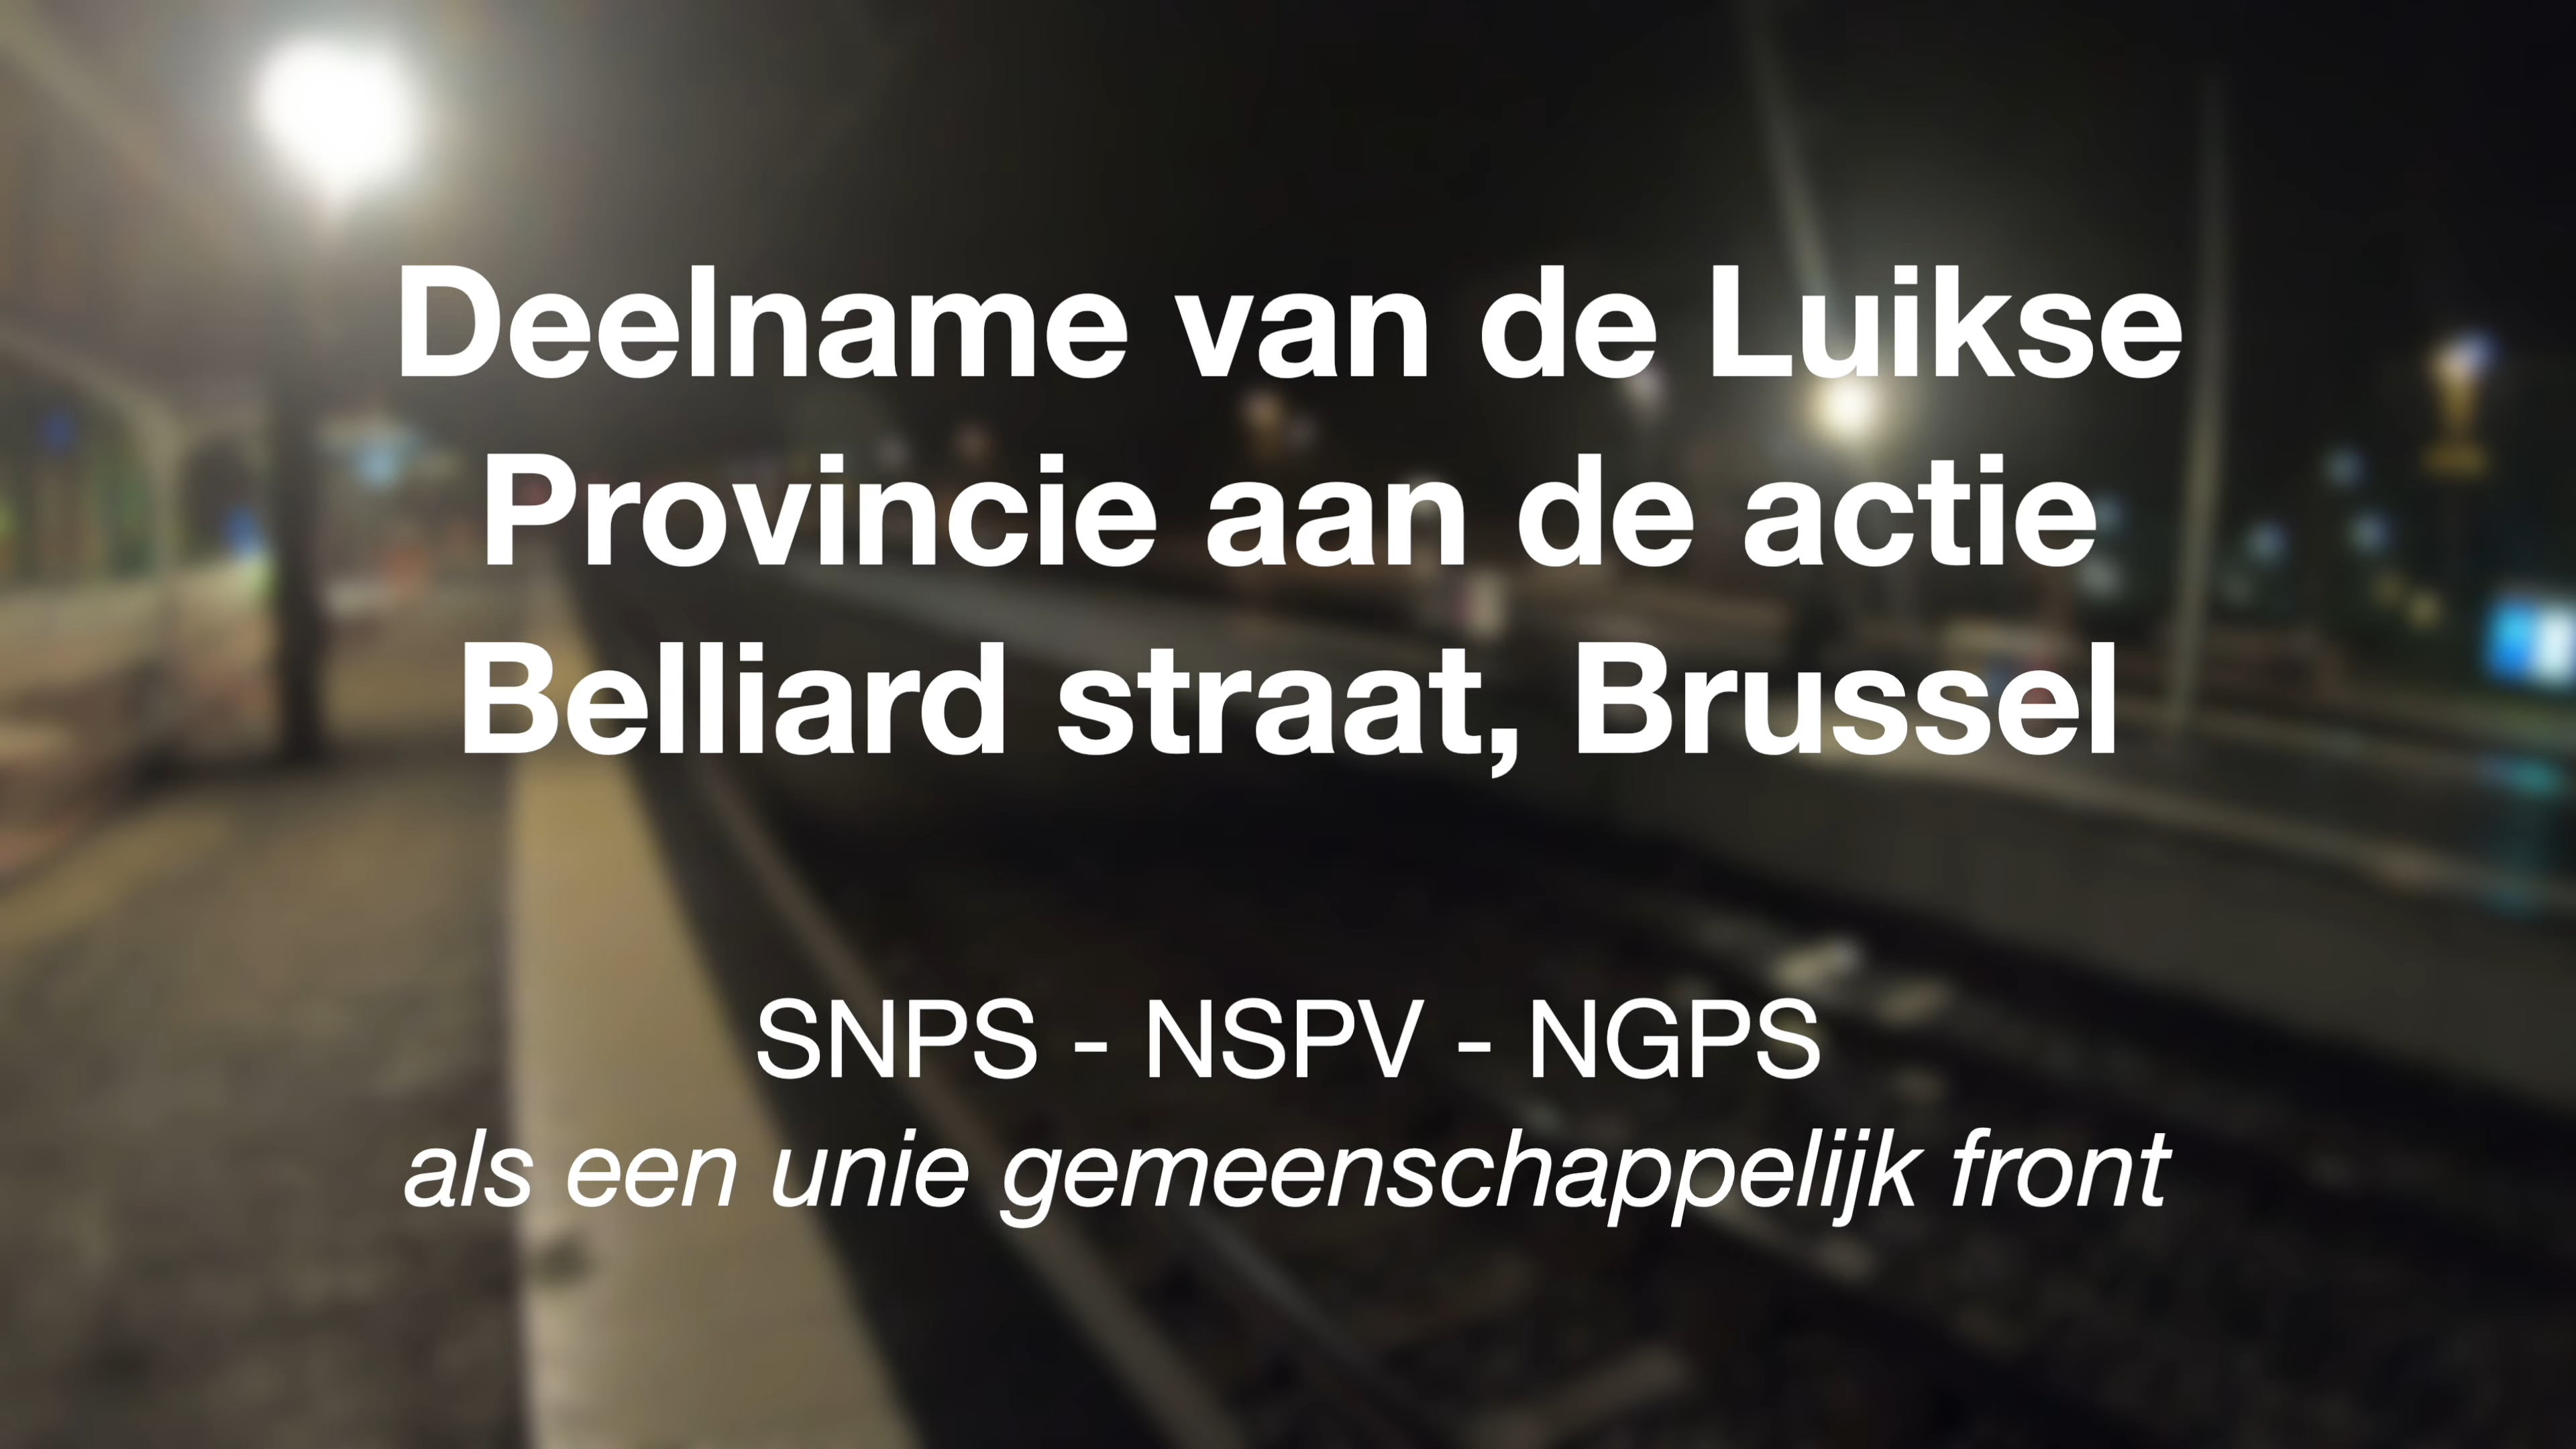 Deelname van de Luikse
Provincie aan de actie
Belliard straat, Brussel
SNPS - NSPV - NGPS
als een unie gemeenschappelijk front